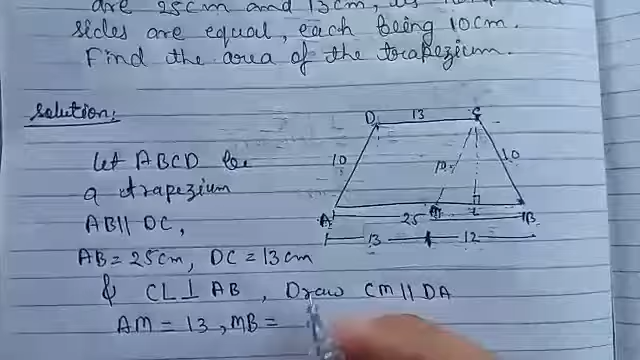 are 25cm and 13cm, its
sides are equal, each being 10cm.
Find the area of the trapezium.
Solution:
let ABCD be
a trapezium
AB || DC,
AB = 25cm, DC = 13cm
& CL ⊥ AB, Draw CM || DA
AM = 13, MB =
D 13 C
10 10 10
A 25 M L B
13 12